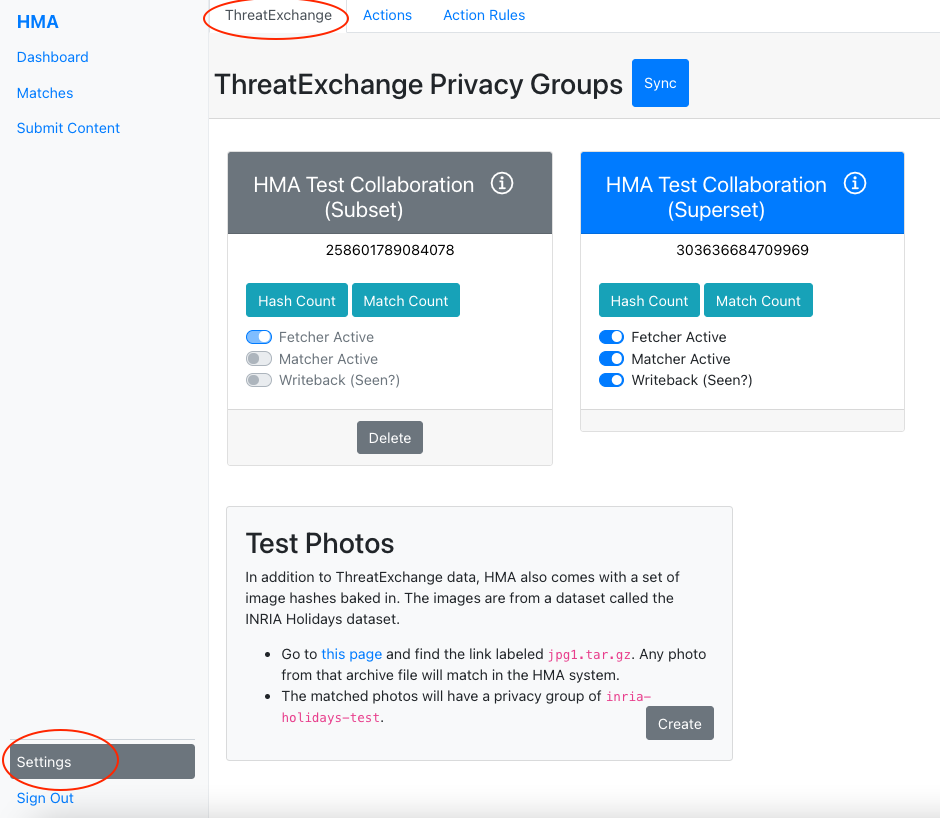 HMA
Dashboard
Matches
Submit Content
Settings
Sign Out
ThreatExchange
Actions
Action Rules
ThreatExchange Privacy Groups
Sync
HMA Test Collaboration
(Subset)
258601789084078
Hash Count
Match Count
Fetcher Active
Matcher Active
Writeback (Seen?)
Delete
HMA Test Collaboration
(Superset)
303636684709969
Hash Count
Match Count
Fetcher Active
Matcher Active
Writeback (Seen?)
Test Photos
In addition to ThreatExchange data, HMA also comes with a set of
image hashes baked in. The images are from a dataset called the
INRIA Holidays dataset.
Go to this page and find the link labeled jpg1.tar.gz. Any photo
from that archive file will match in the HMA system.
The matched photos will have a privacy group of inria-
holidays-test.
Create